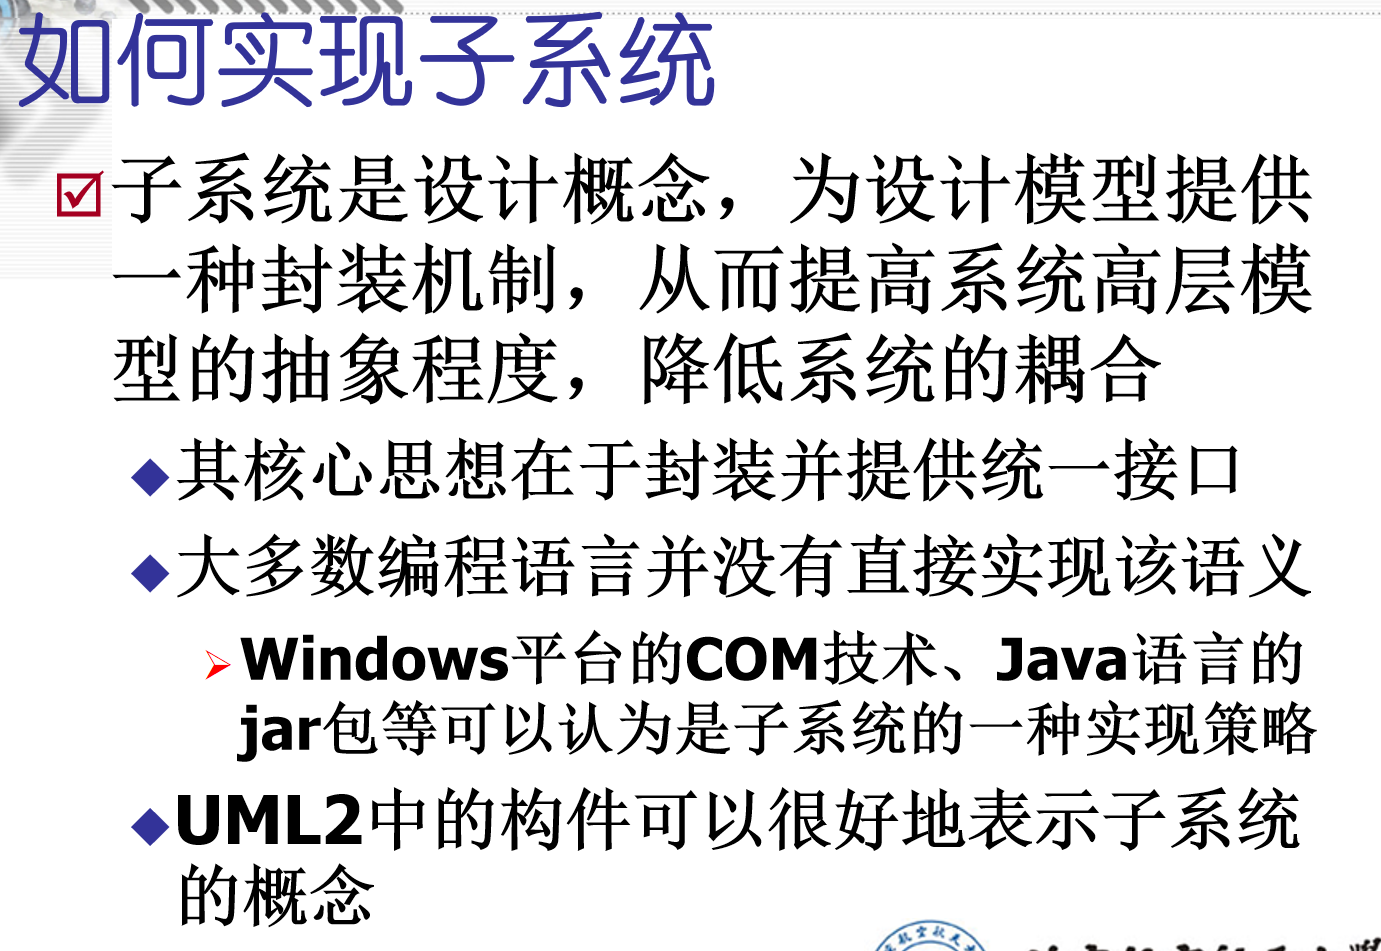 如何实现子系统
子系统是设计概念，为设计模型提供
一种封装机制，从而提高系统高层模
型的抽象程度，降低系统的耦合
其核心思想在于封装并提供统一接口
大多数编程语言并没有直接实现该语义
Windows平台的COM技术、Java语言的
jar包等可以认为是子系统的一种实现策略
UML2中的构件可以很好地表示子系统
的概念